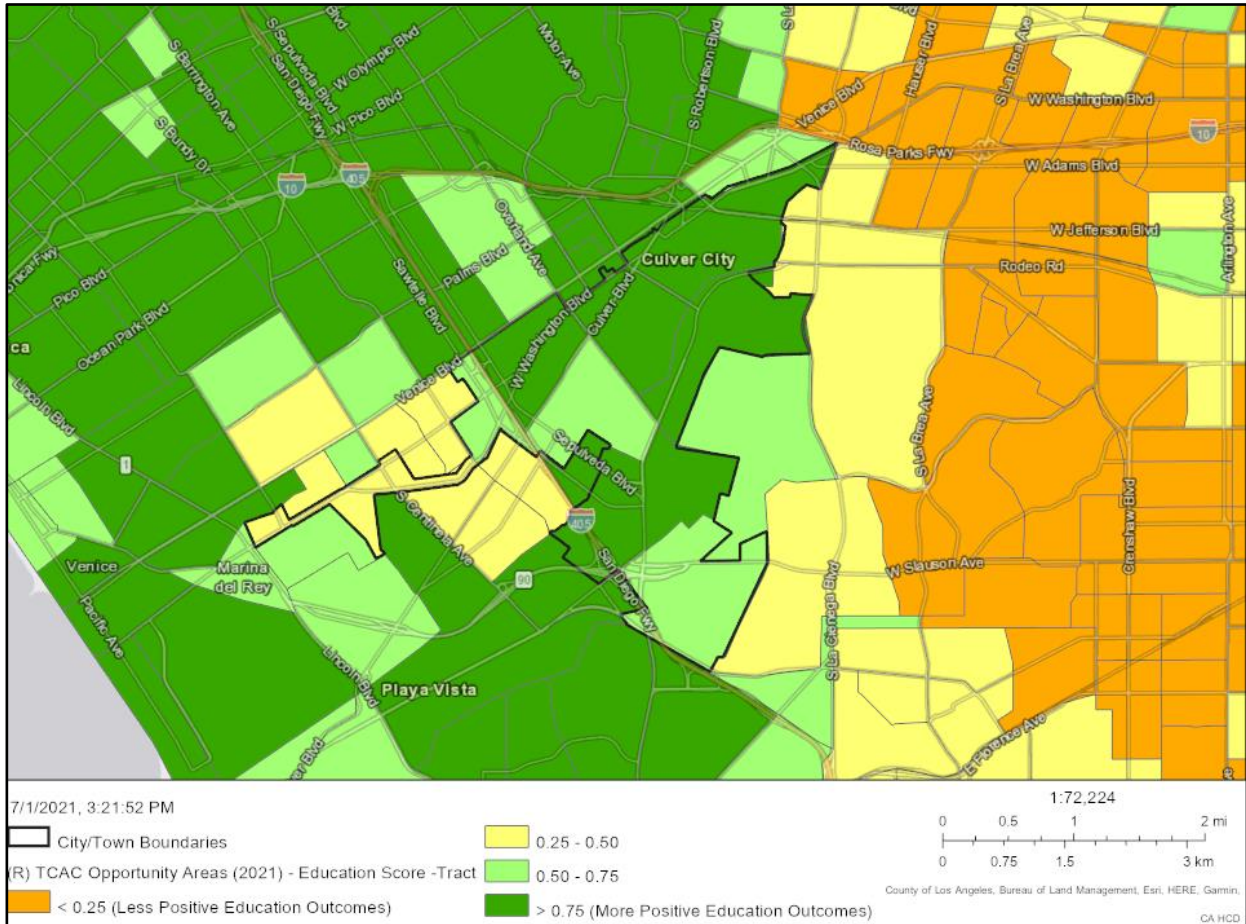 S Sepulveda Blvd
San Diego Fwy
W Olympic Blvd
Motor Ave
S Barrington Ave
W Pico Blvd
S Robertson Blvd
Hauser Blvd
S La Brea Ave
Venice Blvd
W Washington Blvd
S Bundy Dr
Rosa Parks Fwy
10
W Adams Blvd
405
10
Overland Ave
W Jefferson Blvd
Arlington Ave
Palms Blvd
Culver City
Rodeo Rd
Pico Blvd
Sawtelle Blvd
Culver Blvd
Ocean Park Blvd
W Washington Blvd
ca
Venice Blvd
Lincoln Blvd
S La Brea Ave
Sepulveda Blvd
1
S Centinela Ave
405
Crenshaw Blvd
Venice
Marina
del Rey
90
San Diego Fwy
W Slauson Ave
Pacific Ave
S La Cienega Blvd
Lincoln Blvd
Playa Vista
E Florence Ave
7/1/2021, 3:21:52 PM
City/Town Boundaries
(R) TCAC Opportunity Areas (2021) - Education Score -Tract
< 0.25 (Less Positive Education Outcomes)
0.25 - 0.50
0.50 - 0.75
> 0.75 (More Positive Education Outcomes)
1:72,224
0 0.5 1 2 mi
0 0.75 1.5 3 km
County of Los Angeles, Bureau of Land Management, Esri, HERE, Garmin,
CA HCD